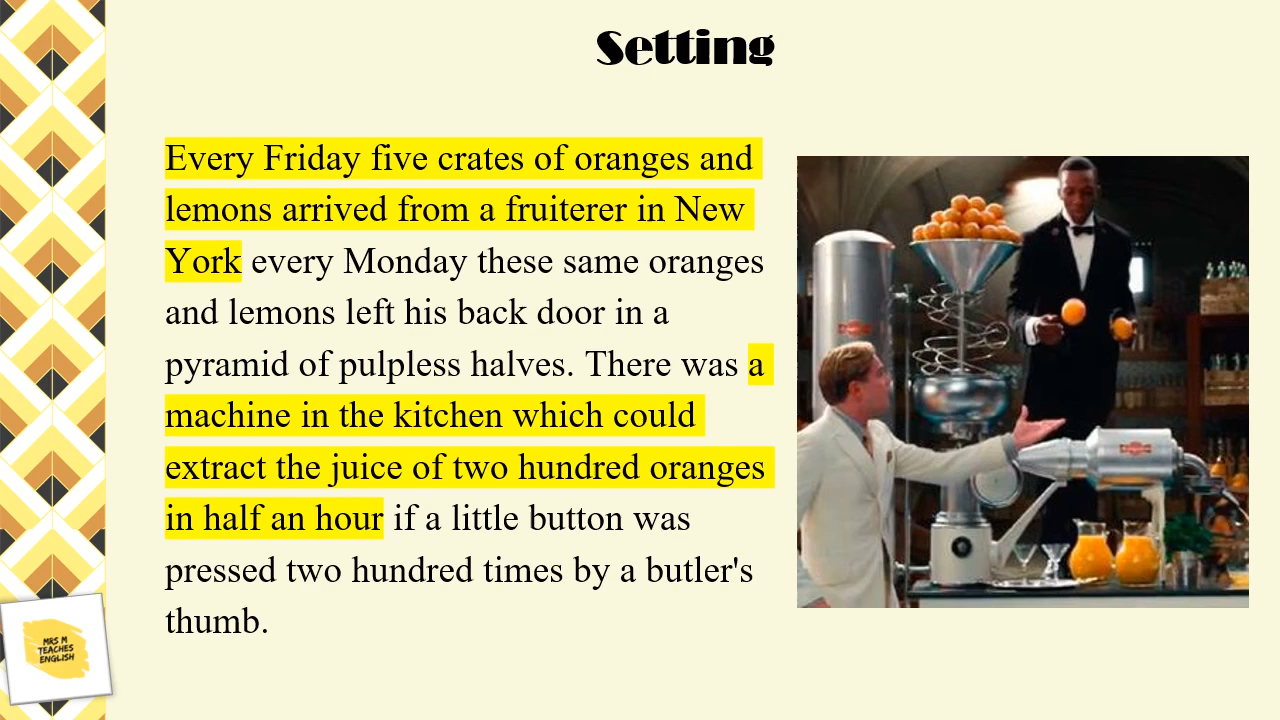 Setting
Every Friday five crates of oranges and
lemons arrived from a fruiterer in New
York every Monday these same oranges
and lemons left his back door in a
pyramid of pulpless halves. There was a
machine in the kitchen which could
extract the juice of two hundred oranges
in half an hour if a little button was
pressed two hundred times by a butler's
thumb.
MRS M
TEACHES
ENGLISH